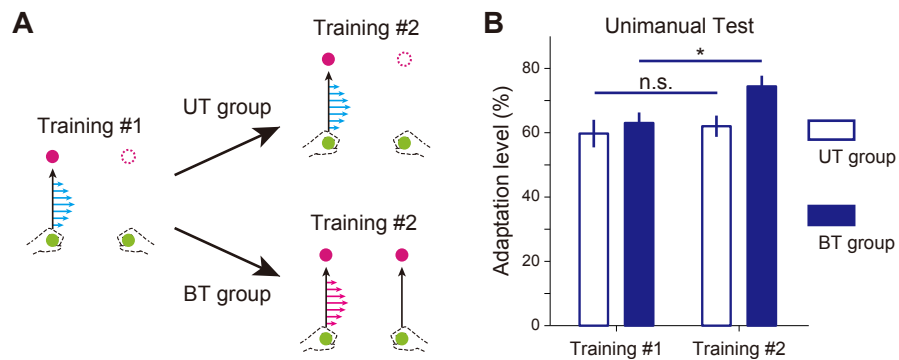 A
Training #1
UT group
BT group
Training #2
Training #2
B
Unimanual Test
Adaptation level (%)
80
60
40
20
0
*
n.s.
Training #1
Training #2
UT group
BT group